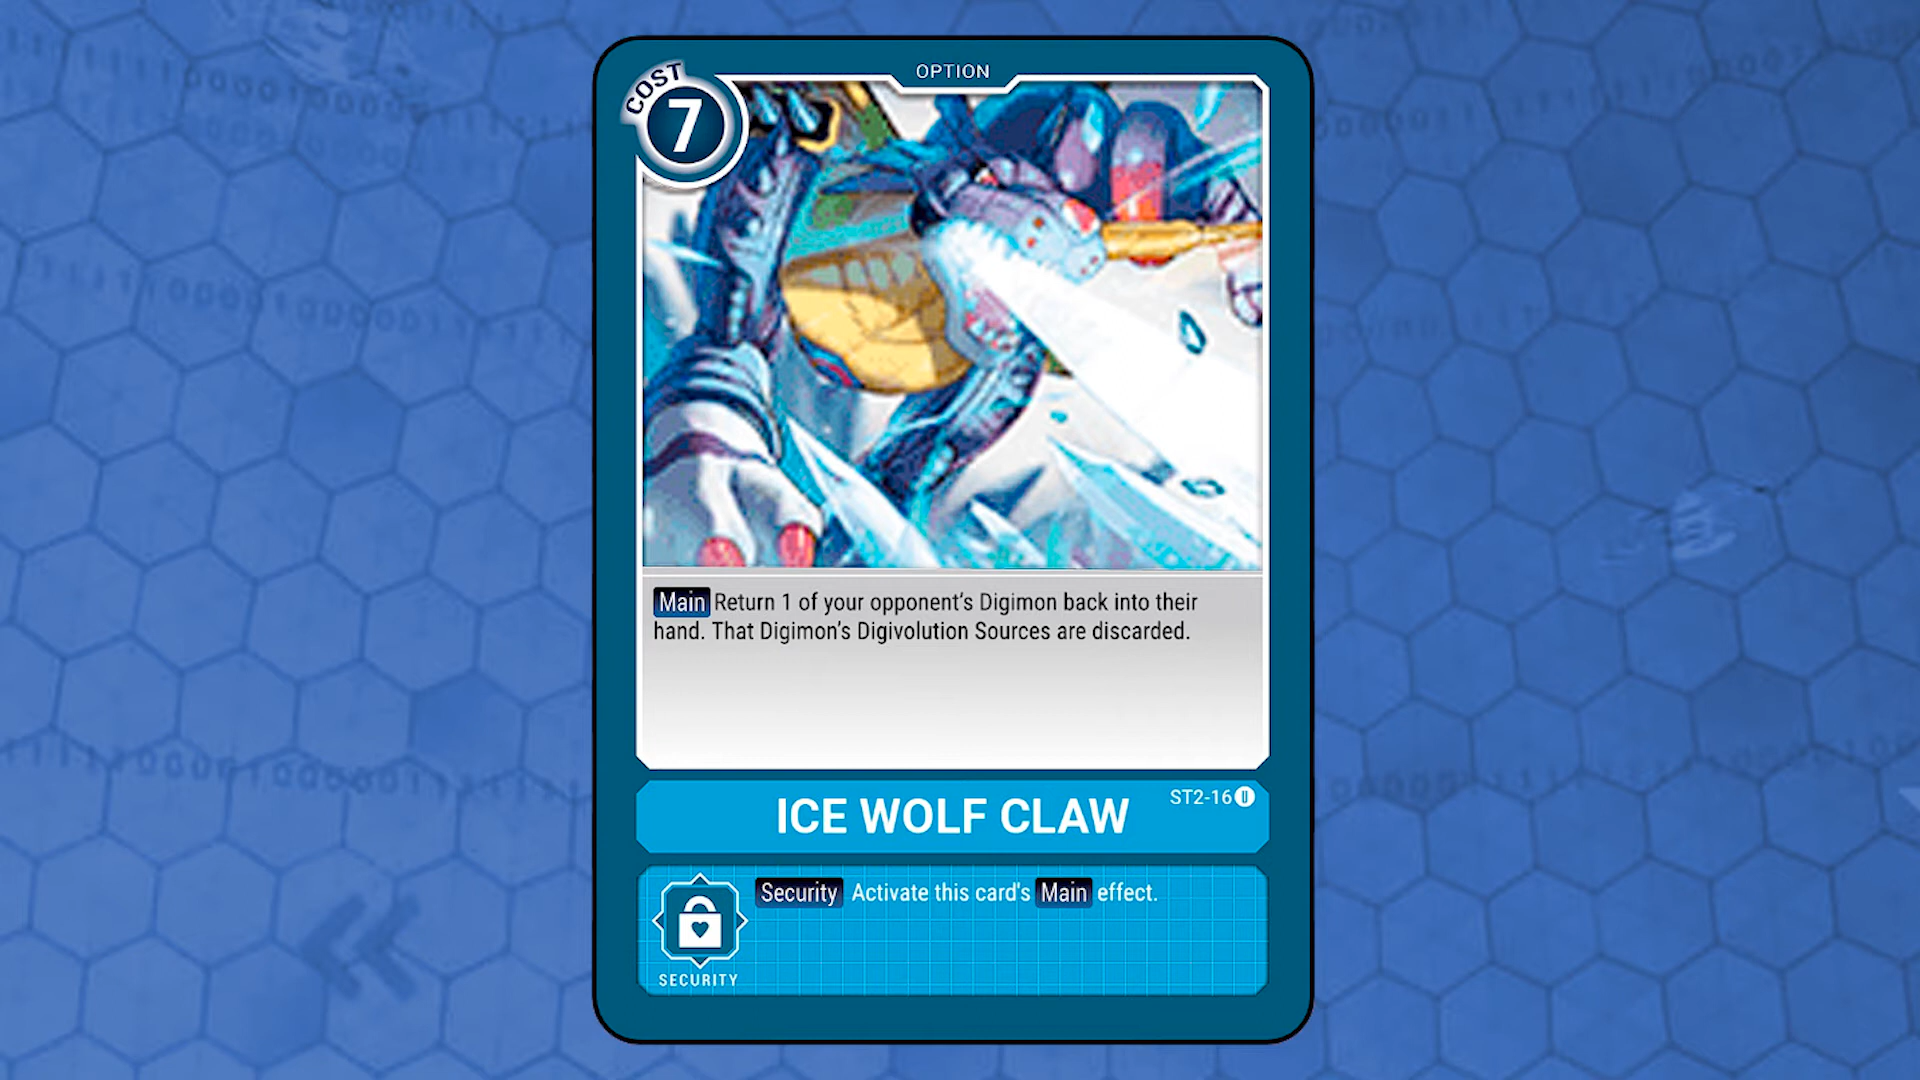 OPTION
COST
7
Main Return 1 of your opponent's Digimon back into their
hand. That Digimon's Digivolution Sources are discarded.
ICE WOLF CLAW
ST2-16 U
Security Activate this card's Main effect.
SECURITY